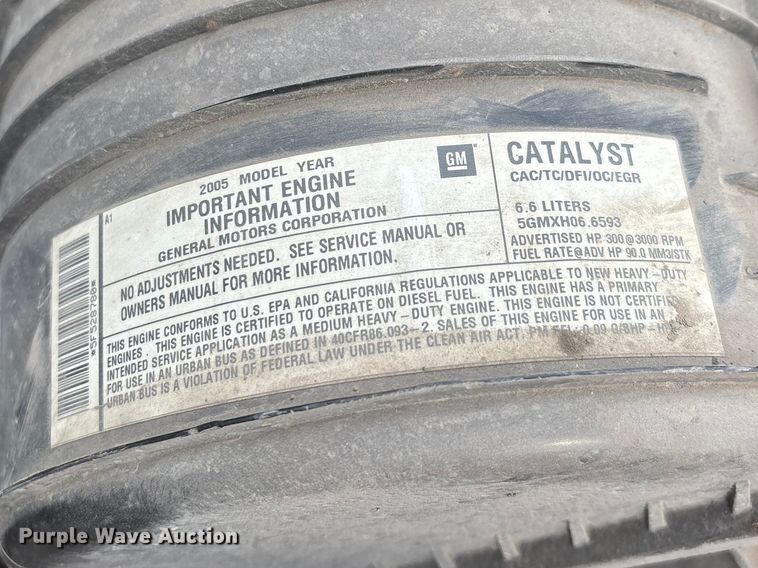 A1
2005 MODEL YEAR
IMPORTANT ENGINE
INFORMATION
GENERAL MOTORS CORPORATION
GM
CATALYST
CAC/TC/DFI/OC/EGR
6.6 LITERS
5GMXH06.6593
ADVERTISED HP 300@3000 RPM
FUEL RATE@ADV HP 90.0 MM3/STK
NO ADJUSTMENTS NEEDED. SEE SERVICE MANUAL OR
OWNERS MANUAL FOR MORE INFORMATION.
THIS ENGINE CONFORMS TO U.S. EPA AND CALIFORNIA REGULATIONS APPLICABLE TO NEW HEAVY-DUTY
ENGINES. THIS ENGINE IS CERTIFIED TO OPERATE ON DIESEL FUEL. THIS ENGINE HAS A PRIMARY
INTENDED SERVICE APPLICATION AS A MEDIUM HEAVY-DUTY ENGINE. THIS ENGINE IS NOT CERTIFIED
FOR USE IN AN URBAN BUS AS DEFINED IN 40CFR86.093-2. SALES OF THIS ENGINE FOR USE IN AN
URBAN BUS IS A VIOLATION OF FEDERAL LAW UNDER THE CLEAN AIR ACT. PM 0.09
*5F528780*
Purple Wave Auction